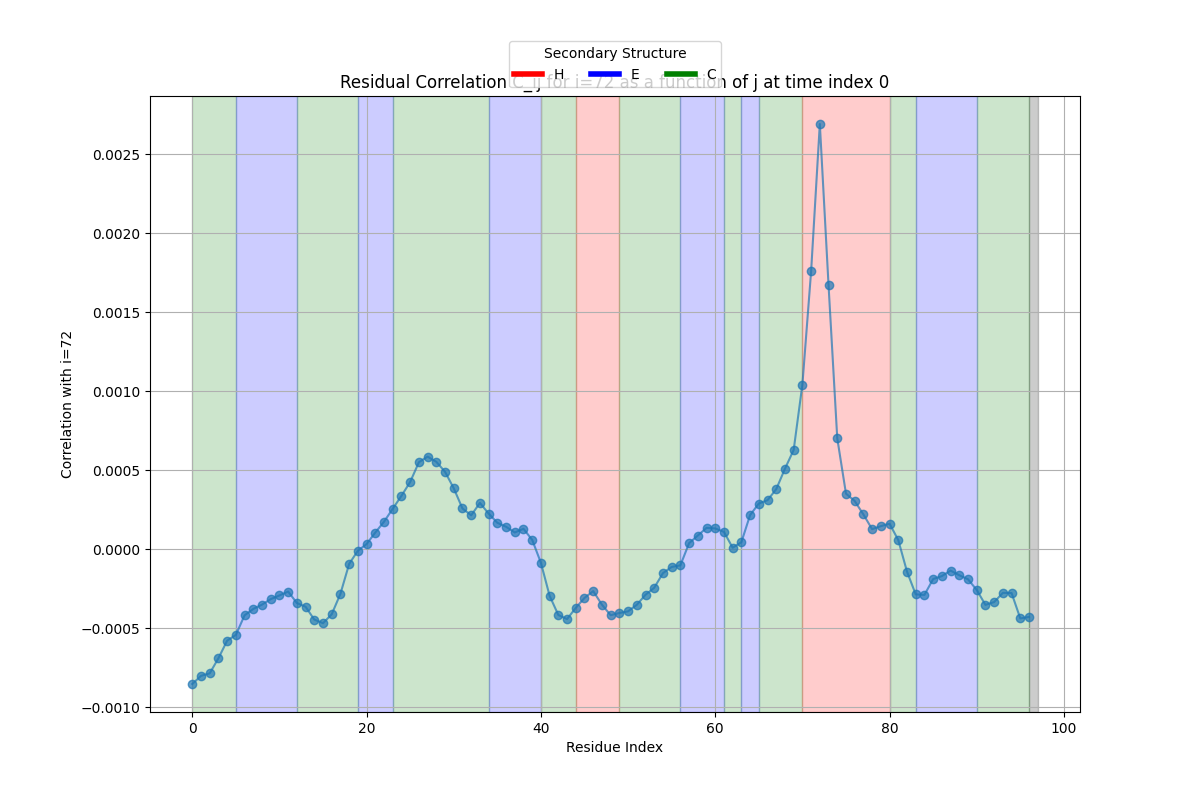 Secondary Structure
H E C
Residual Correlation C_ij for i=72 as a function of j at time index 0
Correlation with i=72
0.0025
0.0020
0.0015
0.0010
0.0005
0.0000
−0.0005
−0.0010
0 20 40 60 80 100
Residue Index